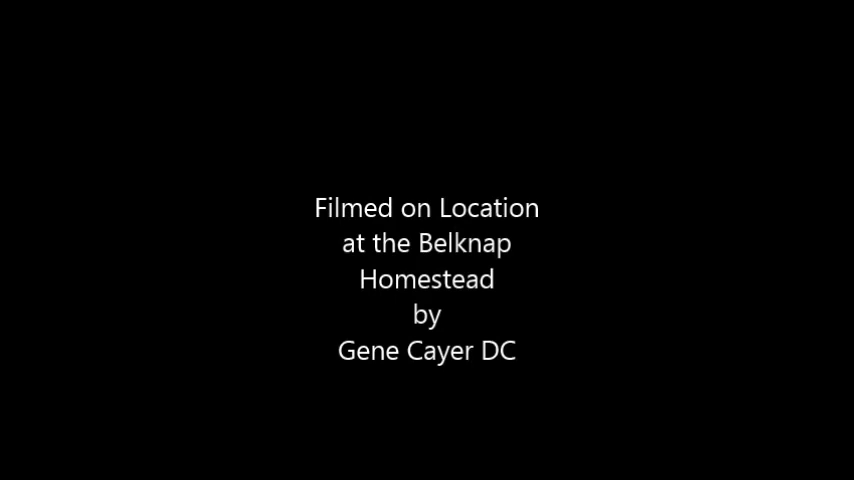 Filmed on Location
at the Belknap
Homestead
by
Gene Cayer DC